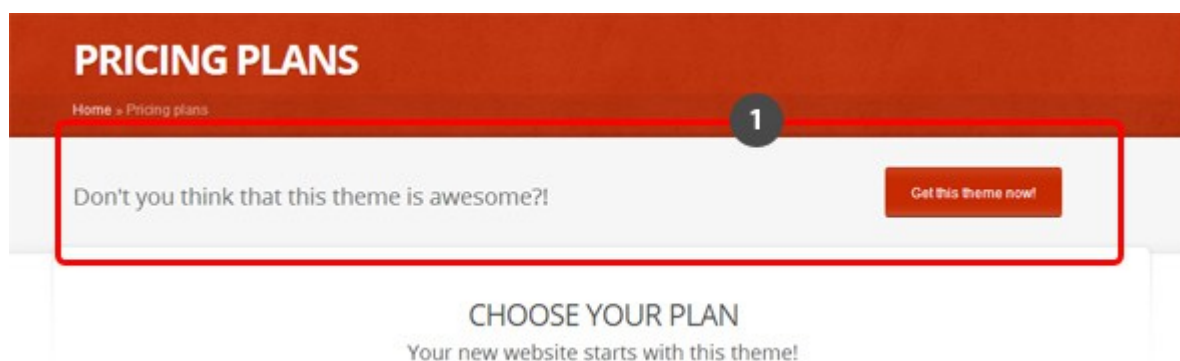 PRICING PLANS
Home » Pricing plans
1
Don't you think that this theme is awesome?!
Get this theme now!
CHOOSE YOUR PLAN
Your new website starts with this theme!